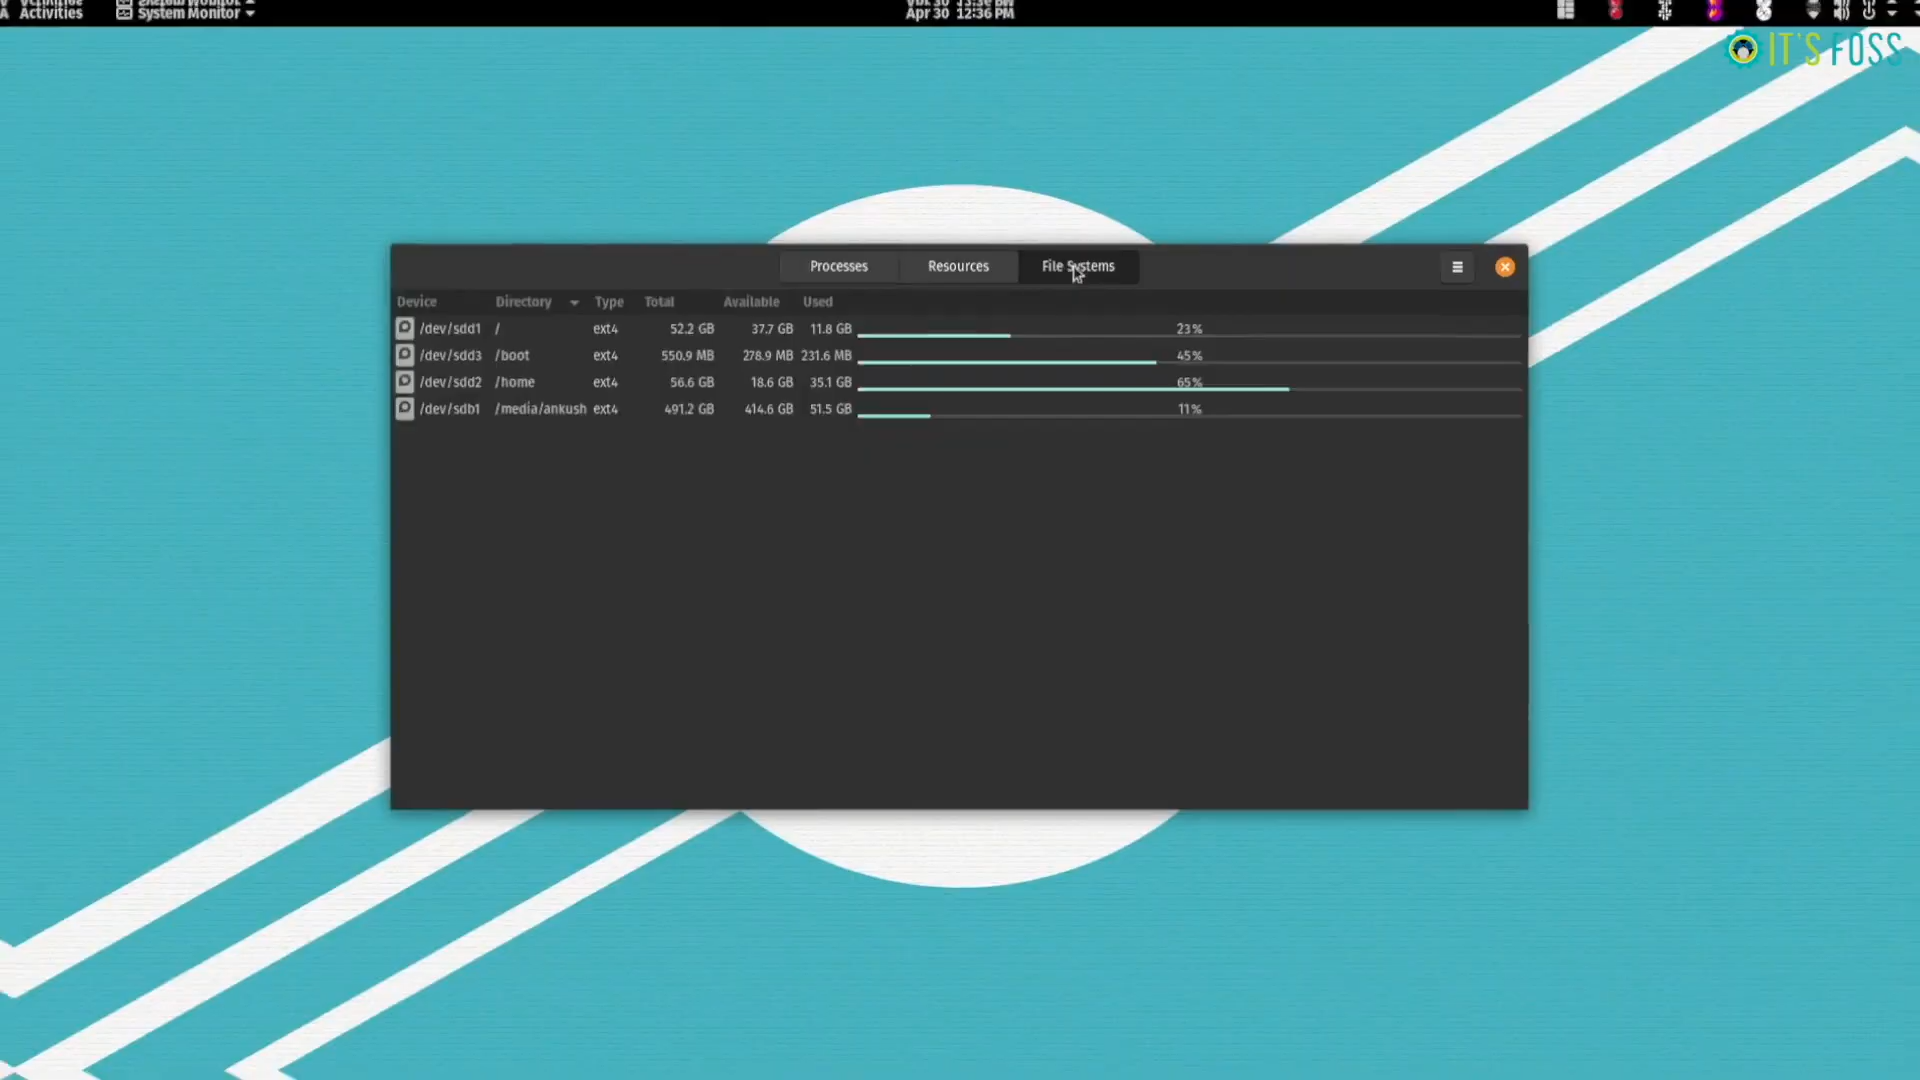 Activities System Monitor Apr 30 12:36 PM
IT'S FOSS
Processes Resources File Systems
Device Directory Type Total Available Used
/dev/sdd1 / ext4 52.2 GB 37.7 GB 11.8 GB 23%
/dev/sdd3 /boot ext4 550.9 MB 278.9 MB 231.6 MB 45%
/dev/sdd2 /home ext4 56.6 GB 18.6 GB 35.1 GB 65%
/dev/sdb1 /media/ankush ext4 491.2 GB 414.6 GB 51.5 GB 11%